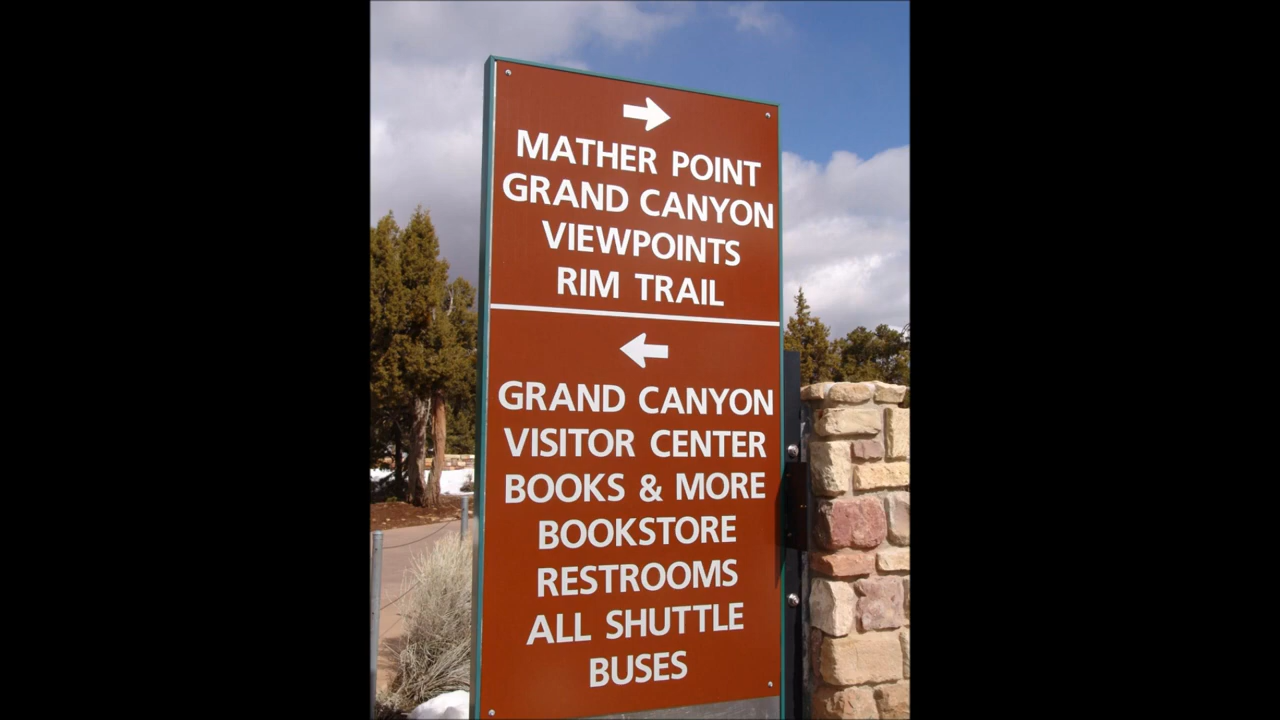 MATHER POINT
GRAND CANYON
VIEWPOINTS
RIM TRAIL
GRAND CANYON
VISITOR CENTER
BOOKS & MORE
BOOKSTORE
RESTROOMS
ALL SHUTTLE
BUSES